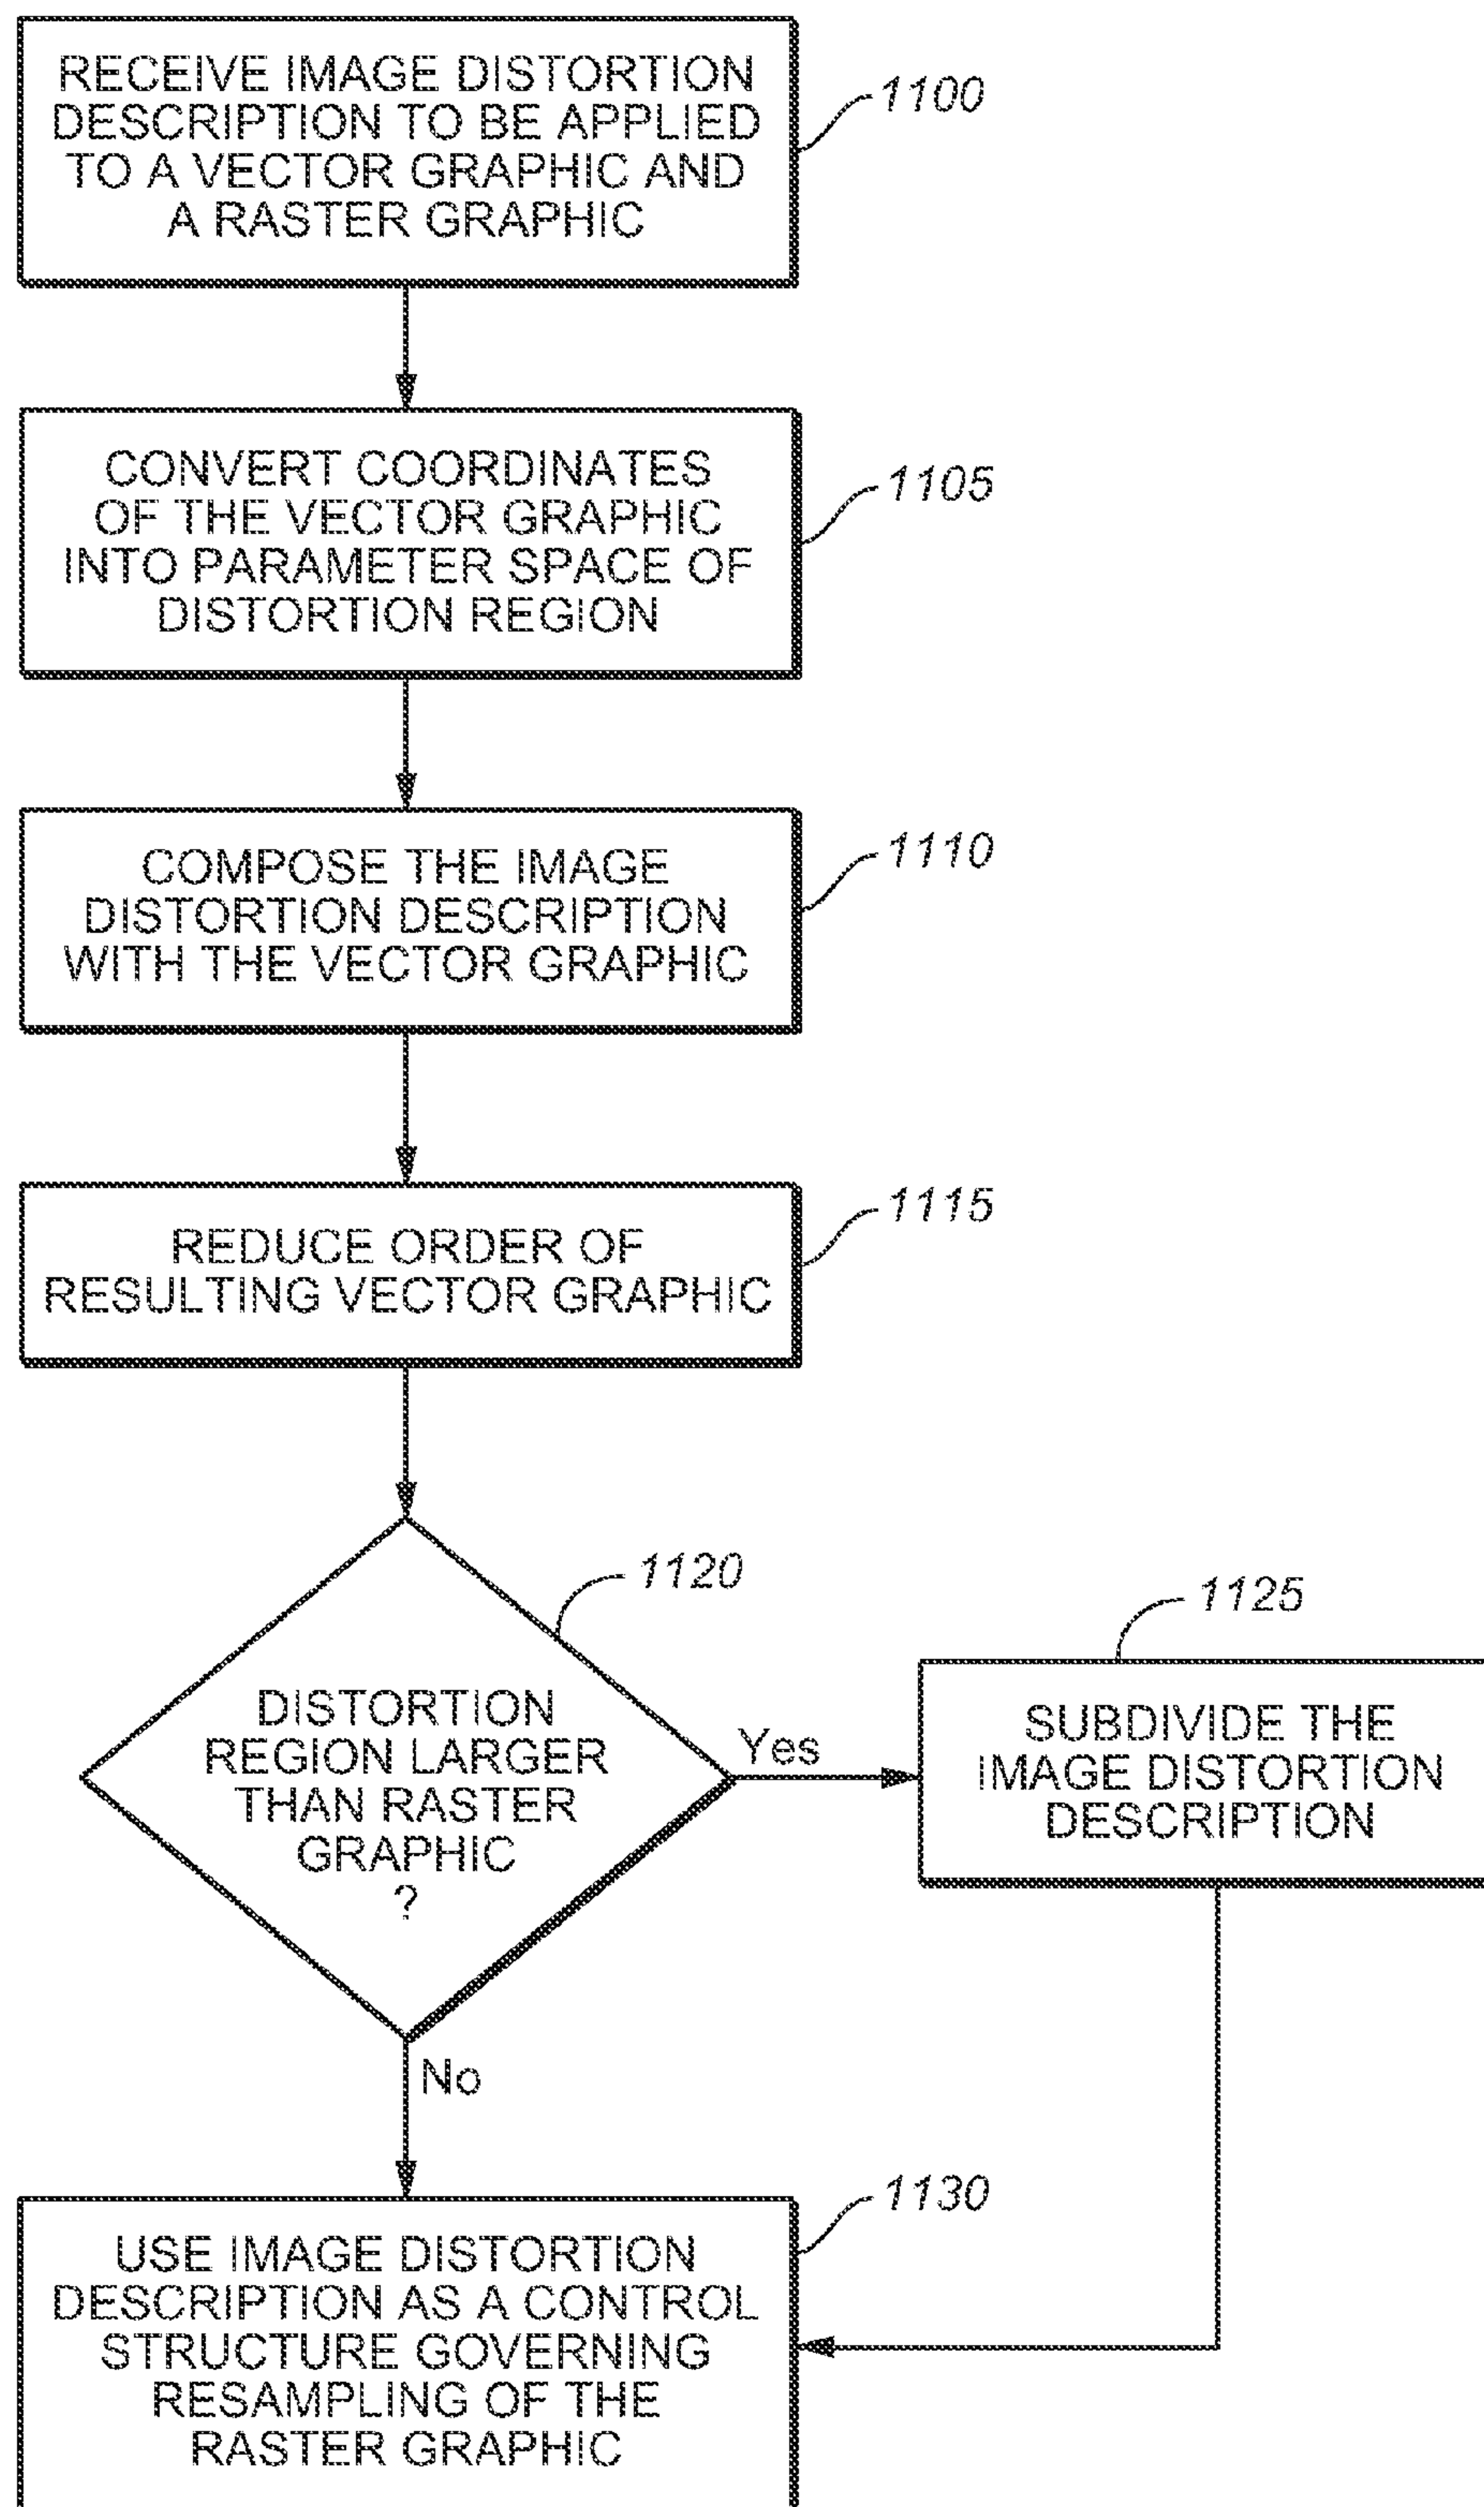 RECEIVE IMAGE DISTORTION
DESCRIPTION TO BE APPLIED
TO A VECTOR GRAPHIC AND
A RASTER GRAPHIC
1100
CONVERT COORDINATES
OF THE VECTOR GRAPHIC
INTO PARAMETER SPACE OF
DISTORTION REGION
1105
COMPOSE THE IMAGE
DISTORTION DESCRIPTION
WITH THE VECTOR GRAPHIC
1110
REDUCE ORDER OF
RESULTING VECTOR GRAPHIC
1115
DISTORTION
REGION LARGER
THAN RASTER
GRAPHIC
?
1120
Yes
No
SUBDIVIDE THE
IMAGE DISTORTION
DESCRIPTION
1125
USE IMAGE DISTORTION
DESCRIPTION AS A CONTROL
STRUCTURE GOVERNING
RESAMPLING OF THE
RASTER GRAPHIC
1130